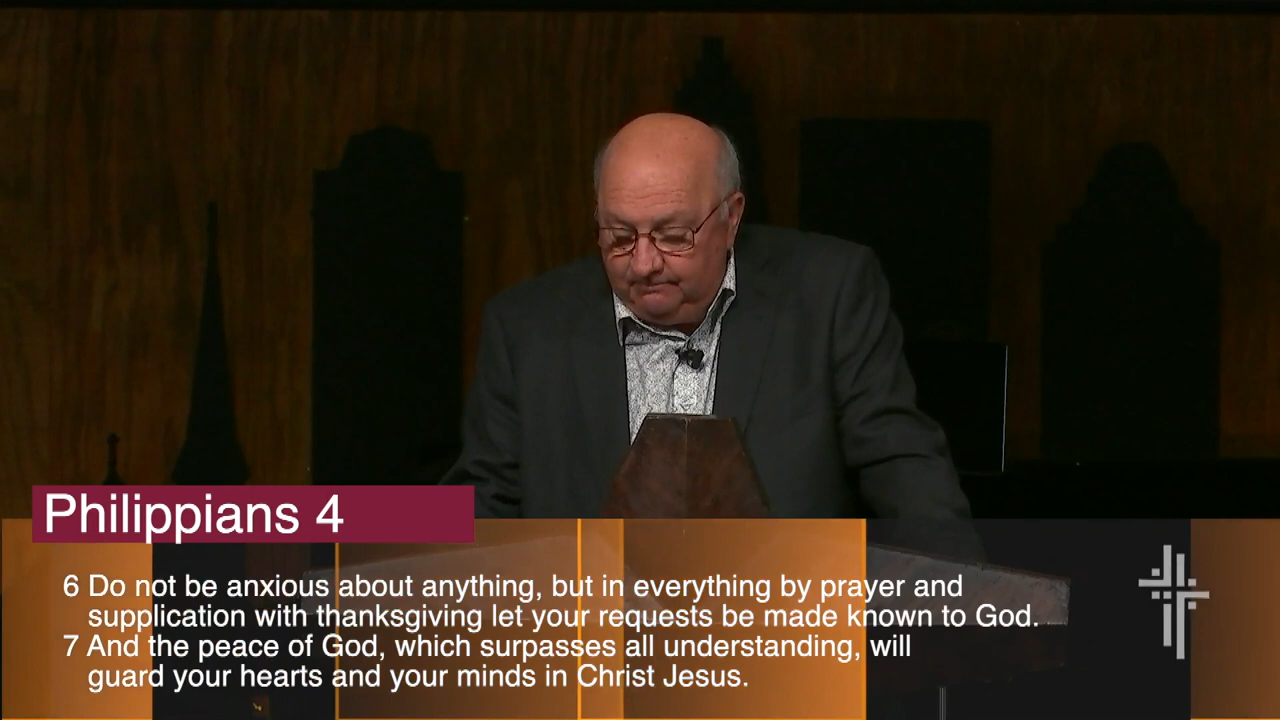 Philippians 4
6 Do not be anxious about anything, but in everything by prayer and
supplication with thanksgiving let your requests be made known to God.
7 And the peace of God, which surpasses all understanding, will
guard your hearts and your minds in Christ Jesus.